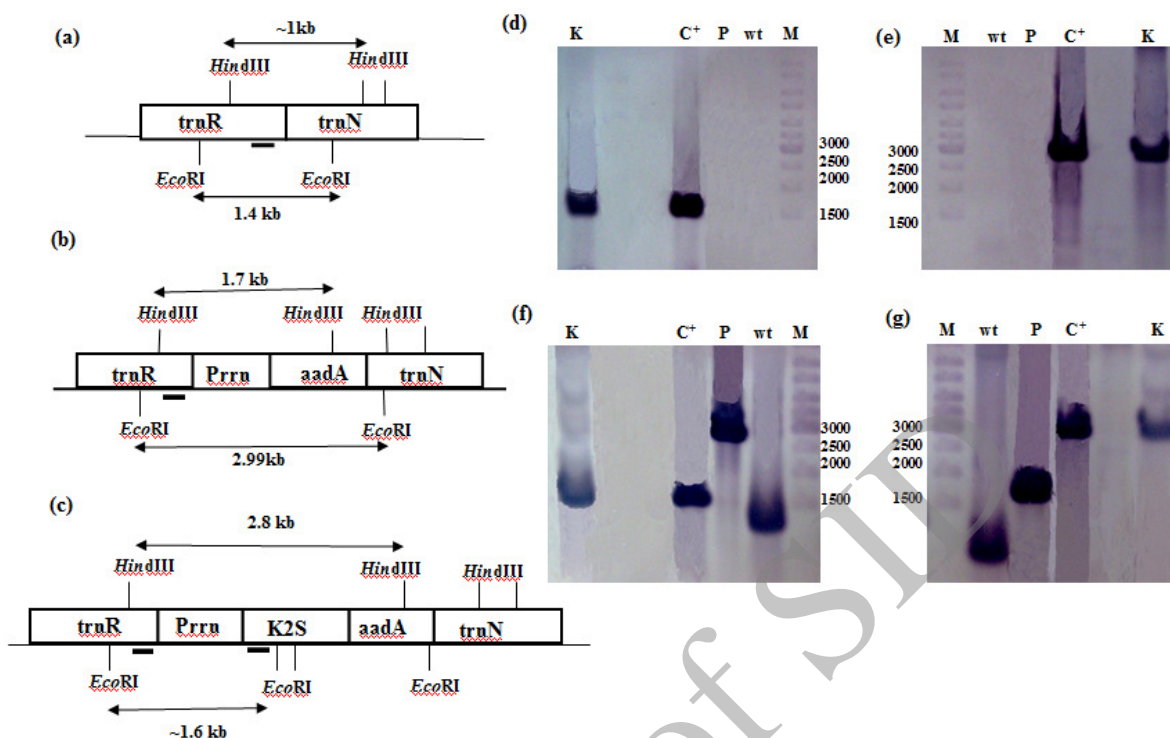 (a)
~1kb
HindIII HindIII
trnR trnN
EcoRI EcoRI
1.4 kb
(b)
1.7 kb
HindIII HindIII HindIII
trnR Prrn aadA trnN
EcoRI EcoRI
2.99kb
(c)
2.8 kb
HindIII HindIII HindIII
trnR Prrn K2S aadA trnN
EcoRI EcoRI EcoRI
~1.6 kb
(d)
K C+ P wt M
3000
2500
2000
1500
(e)
M wt P C+ K
3000
2500
2000
1500
(f)
K C+ P wt M
3000
2500
2000
1500
(g)
M wt P C+ K
3000
2500
2000
1500
of SID